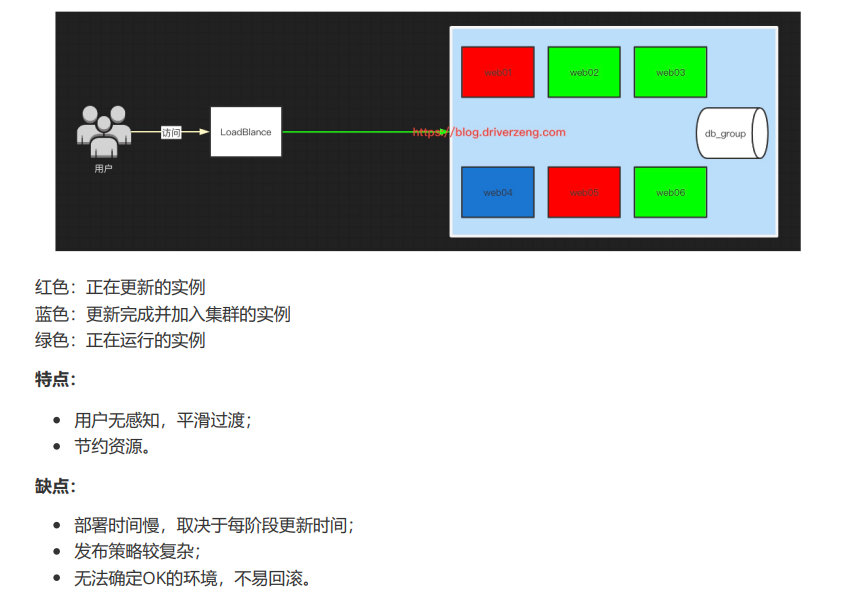 web01
web02
web03
用户
访问
LoadBlance
https://blog.driverzeng.com
db_group
web04
web05
web06
红色：正在更新的实例
蓝色：更新完成并加入集群的实例
绿色：正在运行的实例
特点：
用户无感知，平滑过渡；
节约资源。
缺点：
部署时间慢，取决于每阶段更新时间；
发布策略较复杂；
无法确定OK的环境，不易回滚。